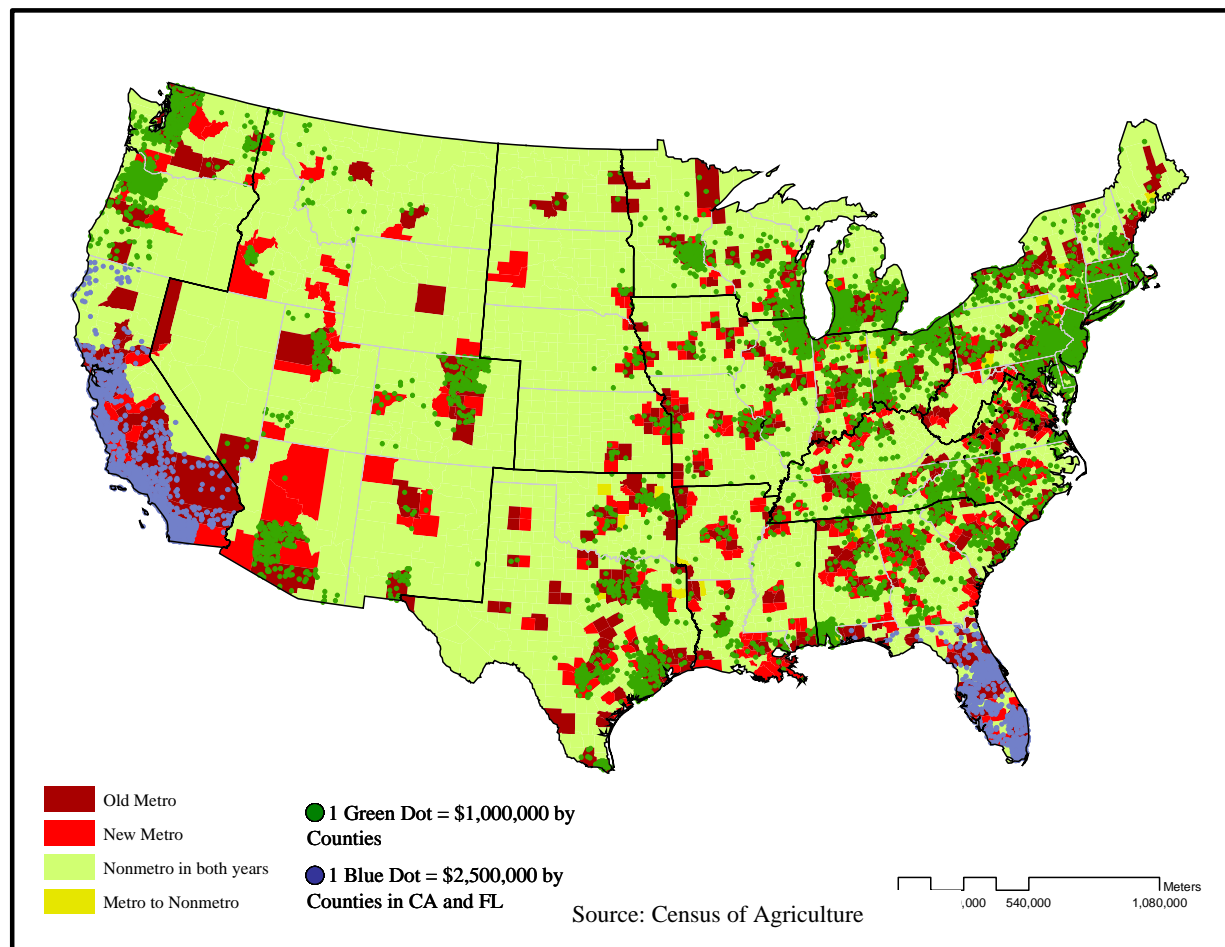 Old Metro
New Metro
Nonmetro in both years
Metro to Nonmetro
1 Green Dot = $1,000,000 by
Counties
1 Blue Dot = $2,500,000 by
Counties in CA and FL
Source: Census of Agriculture
Meters
,000 540,000 1,080,000